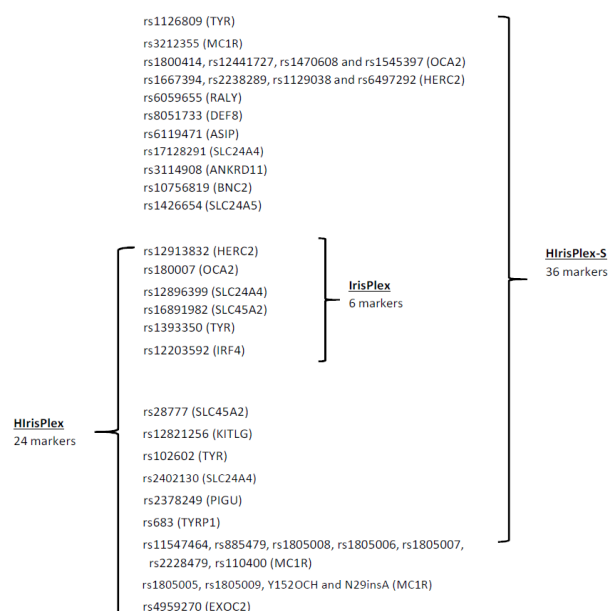 rs1126809 (TYR)
rs3212355 (MC1R)
rs1800414, rs12441727, rs1470608 and rs1545397 (OCA2)
rs1667394, rs2238289, rs1129038 and rs6497292 (HERC2)
rs6059655 (RALY)
rs8051733 (DEF8)
rs6119471 (ASIP)
rs17128291 (SLC24A4)
rs3114908 (ANKRD11)
rs10756819 (BNC2)
rs1426654 (SLC24A5)
HIrisPlex-S
36 markers
rs12913832 (HERC2)
rs180007 (OCA2)
rs12896399 (SLC24A4)
rs16891982 (SLC45A2)
rs1393350 (TYR)
rs12203592 (IRF4)
IrisPlex
6 markers
HIrisPlex
24 markers
rs28777 (SLC45A2)
rs12821256 (KITLG)
rs102602 (TYR)
rs2402130 (SLC24A4)
rs2378249 (PIGU)
rs683 (TYRP1)
rs11547464, rs885479, rs1805008, rs1805006, rs1805007,
rs2228479, rs110400 (MC1R)
rs1805005, rs1805009, Y152OCH and N29insA (MC1R)
rs4959270 (EXOC2)